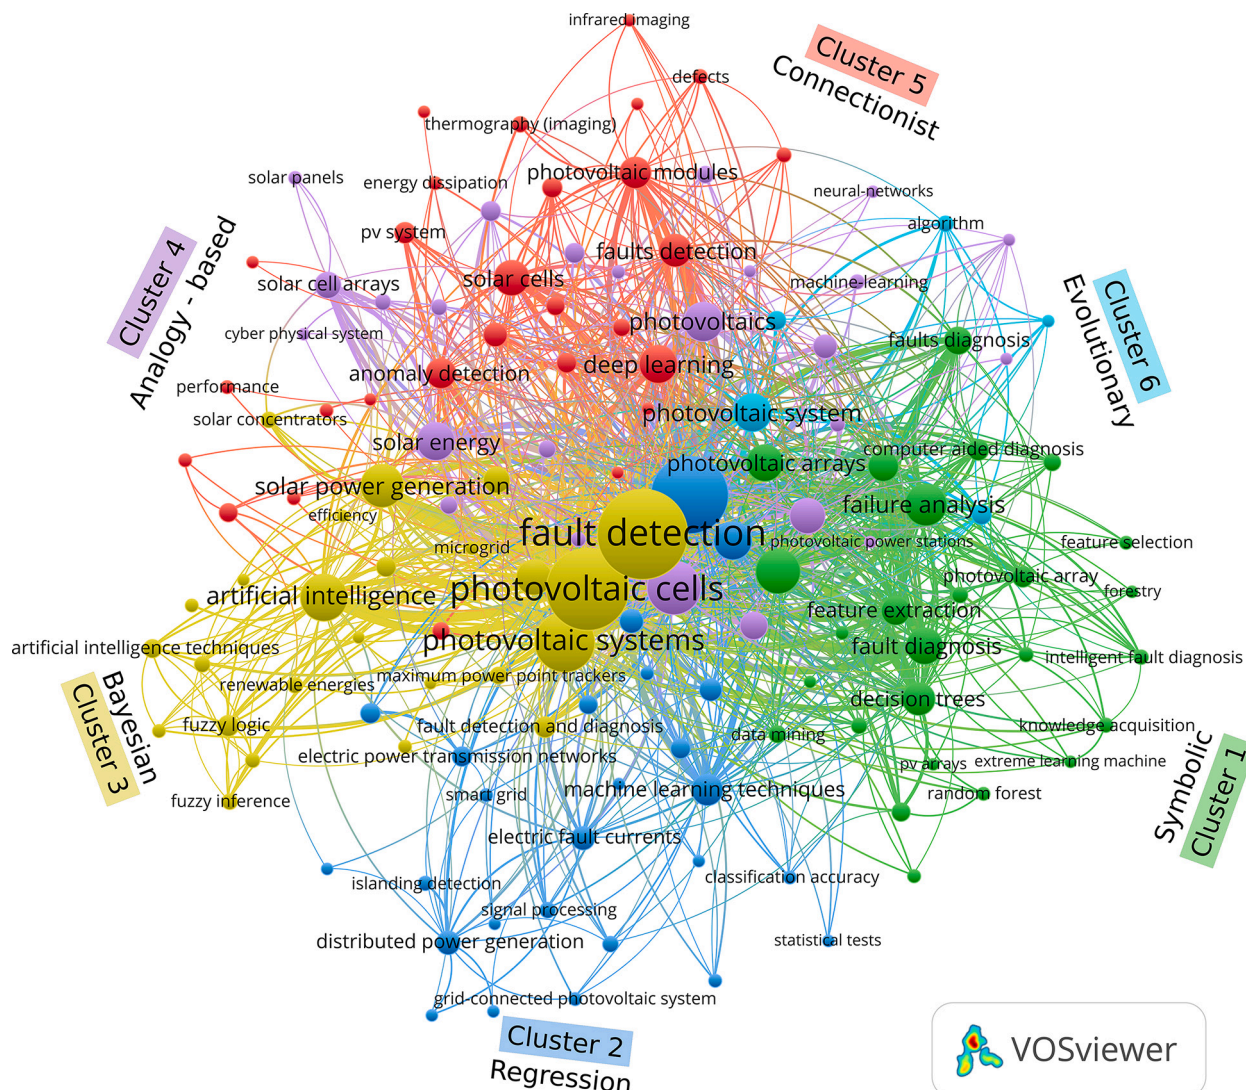 infrared imaging
Cluster 5
Connectionist
defects
thermography (imaging)
photovoltaic modules
solar panels
energy dissipation
neural-networks
algorithm
pv system
faults detection
Cluster 4
Analogy - based
solar cells
solar cell arrays
machine-learning
Cluster 6
Evolutionary
photovoltaics
cyber physical system
faults diagnosis
deep learning
anomaly detection
performance
photovoltaic system
solar concentrators
solar energy
computer aided diagnosis
photovoltaic arrays
solar power generation
failure analysis
efficiency
fault detection
microgrid
photovoltaic power stations
feature selection
photovoltaic array
photovoltaic cells
forestry
artificial intelligence
feature extraction
photovoltaic systems
fault diagnosis
artificial intelligence techniques
intelligent fault diagnosis
maximum power point trackers
renewable energies
decision trees
Bayesian
Cluster 3
fuzzy logic
fault detection and diagnosis
data mining
knowledge acquisition
electric power transmission networks
pv arrays
extreme learning machine
Symbolic
Cluster 1
fuzzy inference
smart grid
machine learning techniques
random forest
electric fault currents
islanding detection
classification accuracy
signal processing
distributed power generation
statistical tests
grid-connected photovoltaic system
Cluster 2
Regression
VOSviewer